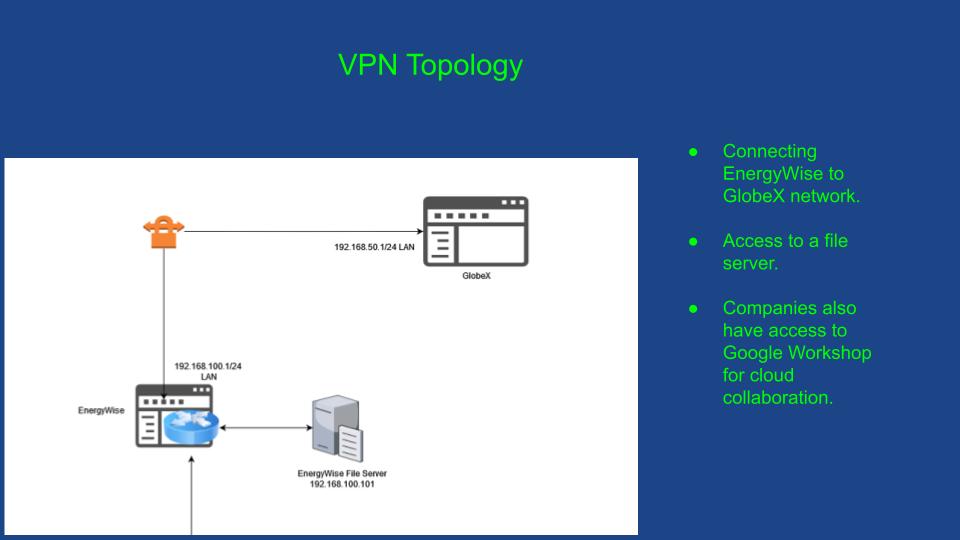 VPN Topology
192.168.50.1/24 LAN
GlobeX
192.168.100.1/24
LAN
EnergyWise
EnergyWise File Server
192.168.100.101
● Connecting
EnergyWise to
GlobeX network.
● Access to a file
server.
● Companies also
have access to
Google Workshop
for cloud
collaboration.